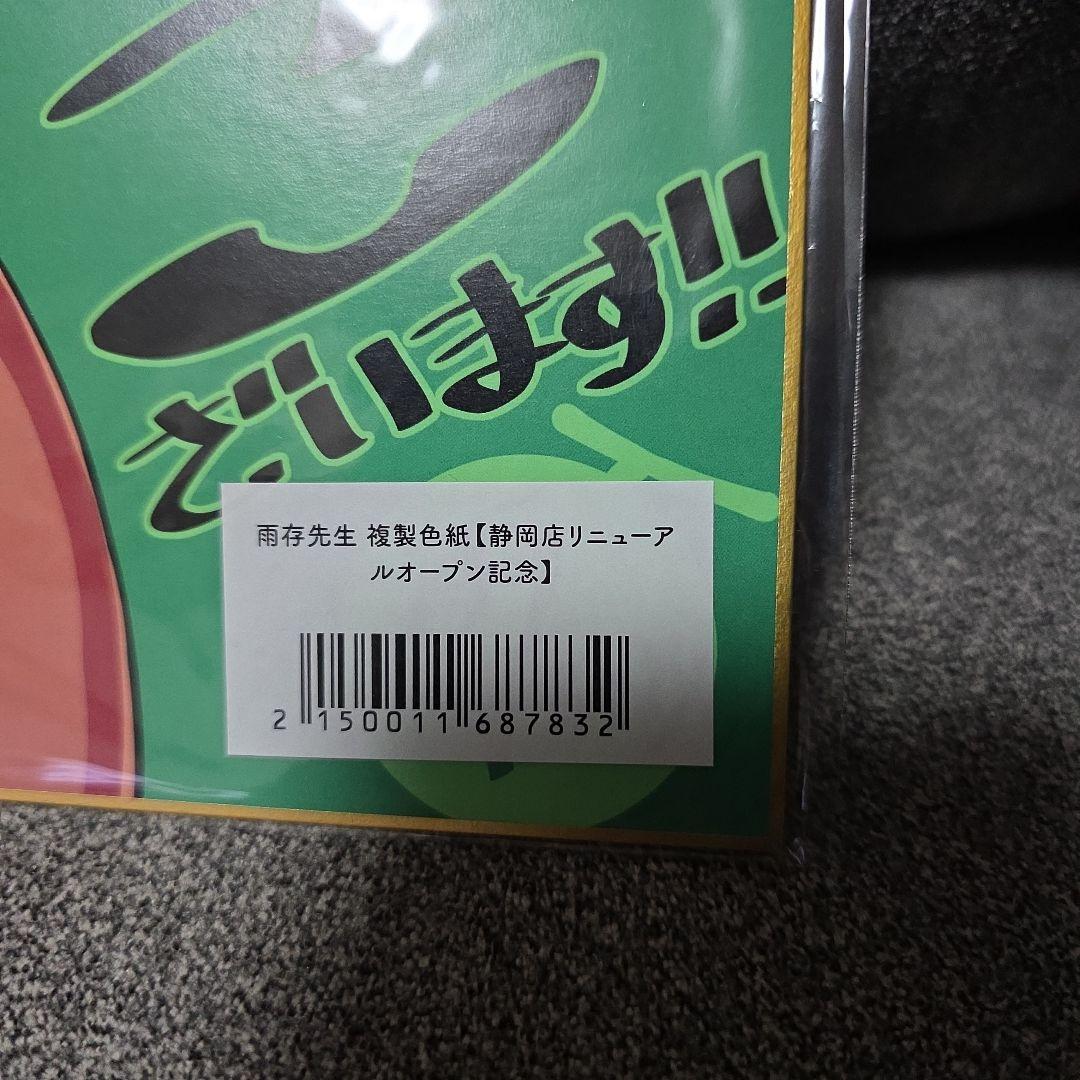 ございます!!
雨存先生 複製色紙【静岡店リニューア
ルオープン記念】
2 150011 687832